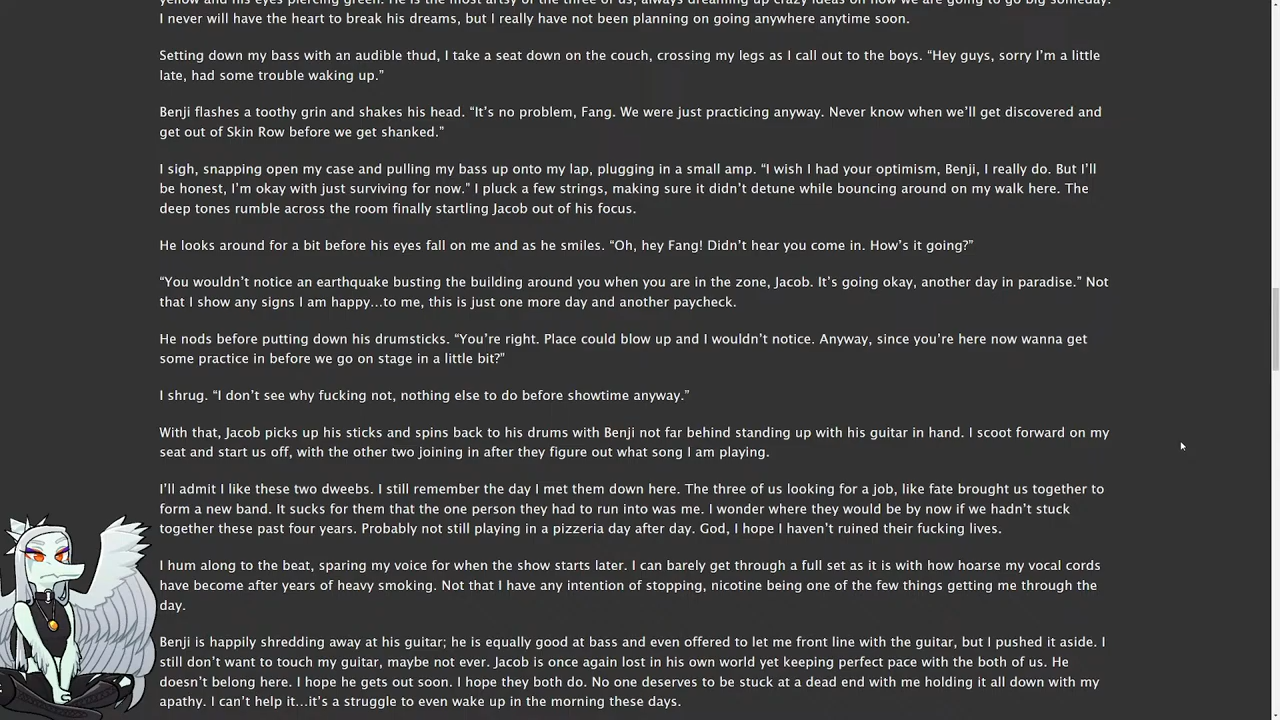 yellow and his eyes piercing green. He is the most artsy of the three of us, always dreaming up crazy ideas on how we are going to go big someday.
I never will have the heart to break his dreams, but I really have not been planning on going anywhere anytime soon.
Setting down my bass with an audible thud, I take a seat down on the couch, crossing my legs as I call out to the boys. “Hey guys, sorry I’m a little
late, had some trouble waking up.”
Benji flashes a toothy grin and shakes his head. “It’s no problem, Fang. We were just practicing anyway. Never know when we’ll get discovered and
get out of Skin Row before we get shanked.”
I sigh, snapping open my case and pulling my bass up onto my lap, plugging in a small amp. “I wish I had your optimism, Benji, I really do. But I’ll
be honest, I’m okay with just surviving for now.” I pluck a few strings, making sure it didn’t detune while bouncing around on my walk here. The
deep tones rumble across the room finally startling Jacob out of his focus.
He looks around for a bit before his eyes fall on me and as he smiles. “Oh, hey Fang! Didn’t hear you come in. How’s it going?”
“You wouldn’t notice an earthquake busting the building around you when you are in the zone, Jacob. It’s going okay, another day in paradise.” Not
that I show any signs I am happy…to me, this is just one more day and another paycheck.
He nods before putting down his drumsticks. “You’re right. Place could blow up and I wouldn’t notice. Anyway, since you’re here now wanna get
some practice in before we go on stage in a little bit?”
I shrug. “I don’t see why fucking not, nothing else to do before showtime anyway.”
With that, Jacob picks up his sticks and spins back to his drums with Benji not far behind standing up with his guitar in hand. I scoot forward on my
seat and start us off, with the other two joining in after they figure out what song I am playing.
I’ll admit I like these two dweebs. I still remember the day I met them down here. The three of us looking for a job, like fate brought us together to
form a new band. It sucks for them that the one person they had to run into was me. I wonder where they would be by now if we hadn’t stuck
together these past four years. Probably not still playing in a pizzeria day after day. God, I hope I haven’t ruined their fucking lives.
I hum along to the beat, sparing my voice for when the show starts later. I can barely get through a full set as it is with how hoarse my vocal cords
have become after years of heavy smoking. Not that I have any intention of stopping, nicotine being one of the few things getting me through the
day.
Benji is happily shredding away at his guitar; he is equally good at bass and even offered to let me front line with the guitar, but I pushed it aside. I
still don’t want to touch my guitar, maybe not ever. Jacob is once again lost in his own world yet keeping perfect pace with the both of us. He
doesn’t belong here. I hope he gets out soon. I hope they both do. No one deserves to be stuck at a dead end with me holding it all down with my
apathy. I can’t help it…it’s a struggle to even wake up in the morning these days.